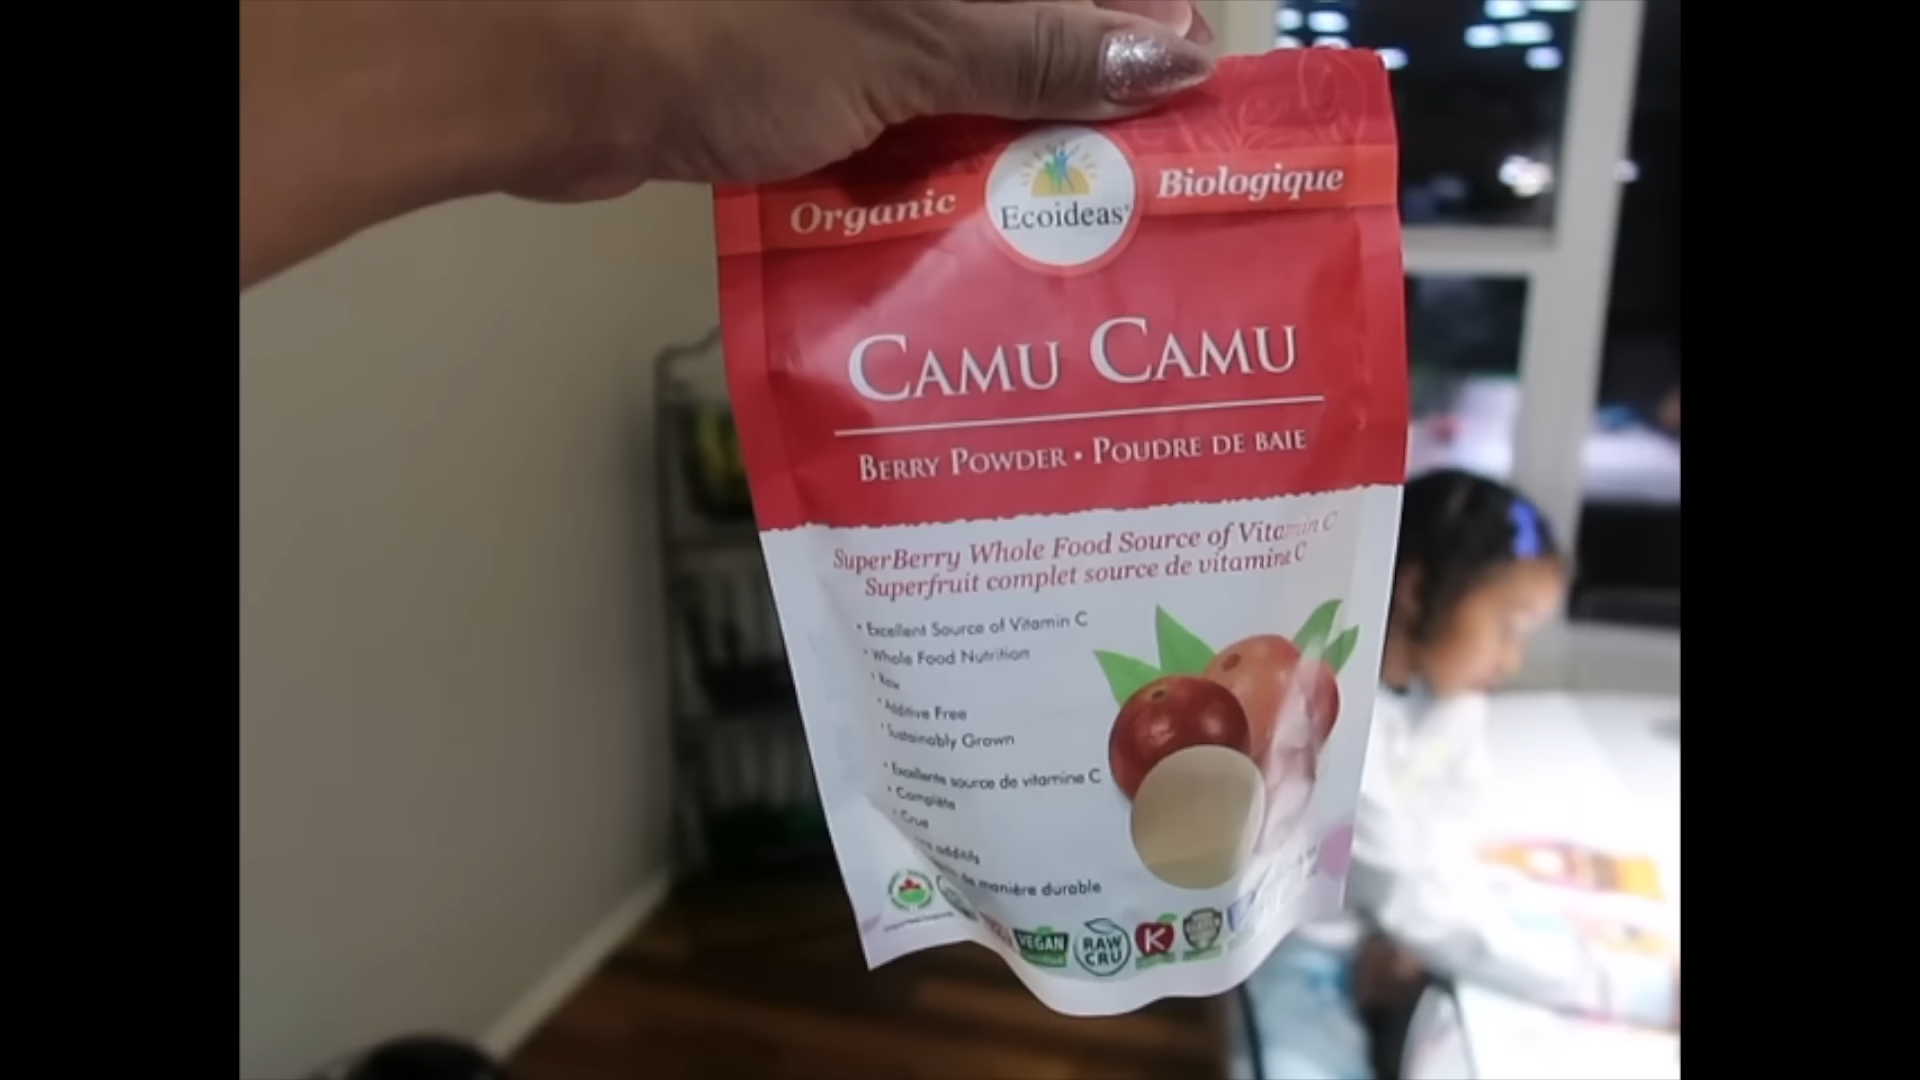 Organic
Ecoideas®
Biologique
CAMU CAMU
BERRY POWDER • POUDRE DE BAIE
SuperBerry Whole Food Source of Vitamin C
Superfruit complet source de vitamine C
• Excellent Source of Vitamin C
• Whole Food Nutrition
• Raw
• Additive Free
• Sustainably Grown
• Excellente source de vitamine C
• Complète
• Crue
additifs
de manière durable
VEGAN
RAW
CRU
K